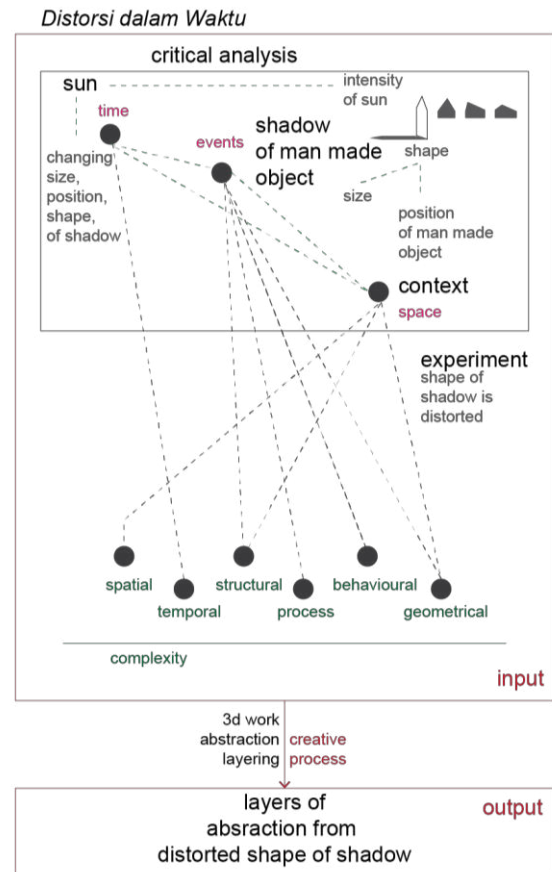 Distorsi dalam Waktu
critical analysis
sun
intensity
of sun
time
changing
size,
position,
shape,
of shadow
events
shadow
of man made
object
shape
size
position
of man made
object
context
space
experiment
shape of
shadow is
distorted
spatial
structural
behavioural
temporal
process
geometrical
complexity
input
3d work
abstraction
layering
creative
process
output
layers of
absraction from
distorted shape of shadow